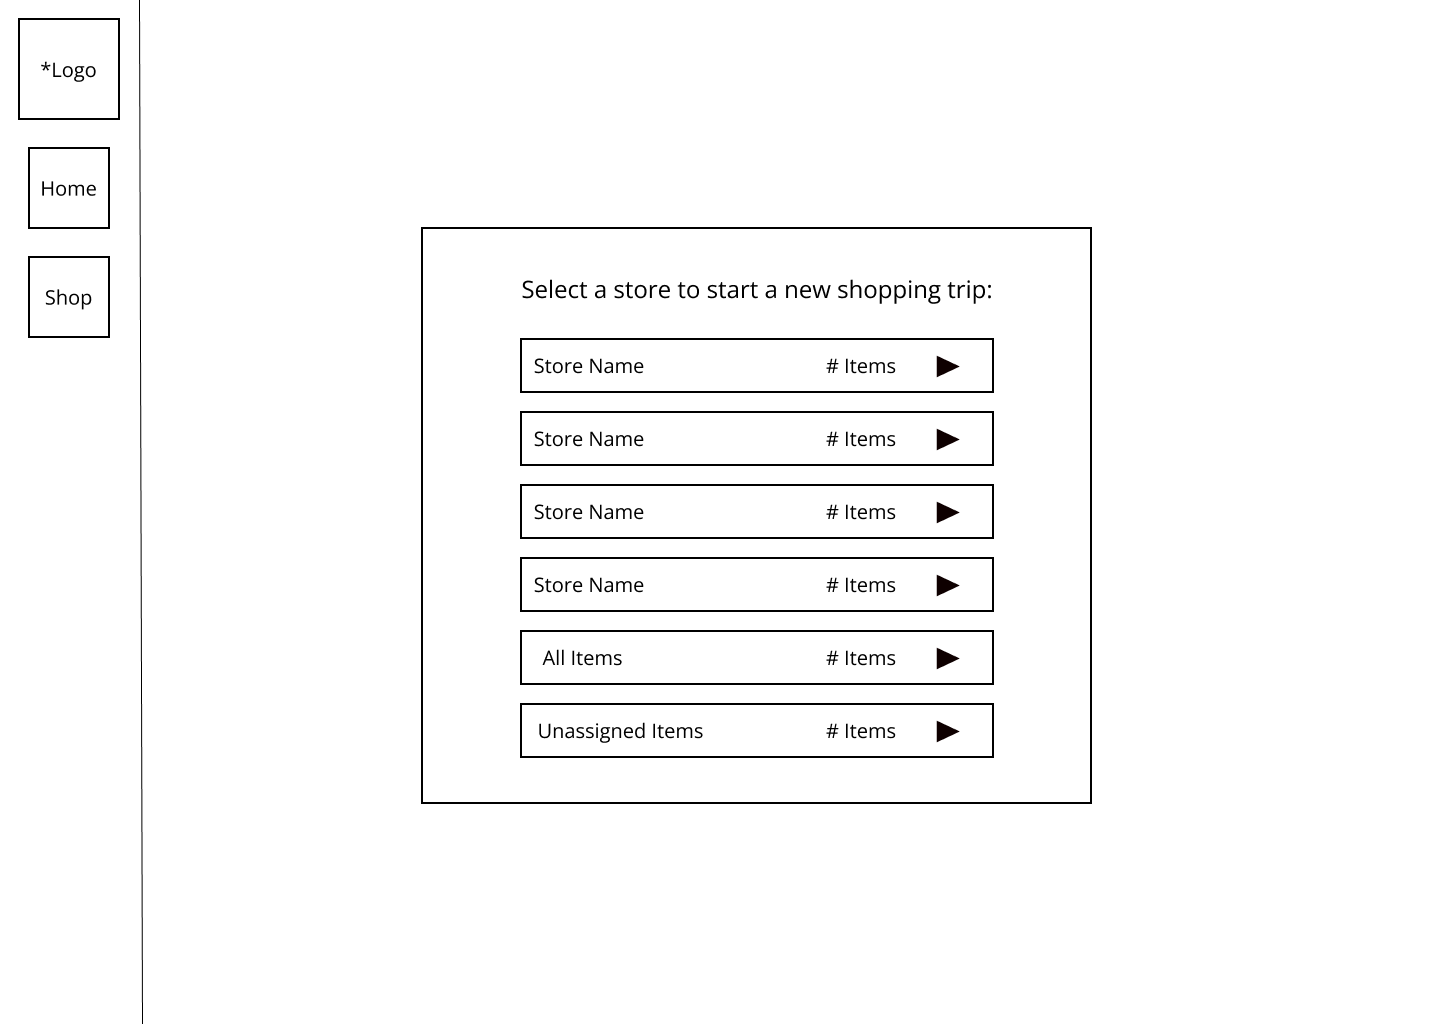 *Logo
Home
Shop
Select a store to start a new shopping trip:
Store Name # Items
Store Name # Items
Store Name # Items
Store Name # Items
All Items # Items
Unassigned Items # Items